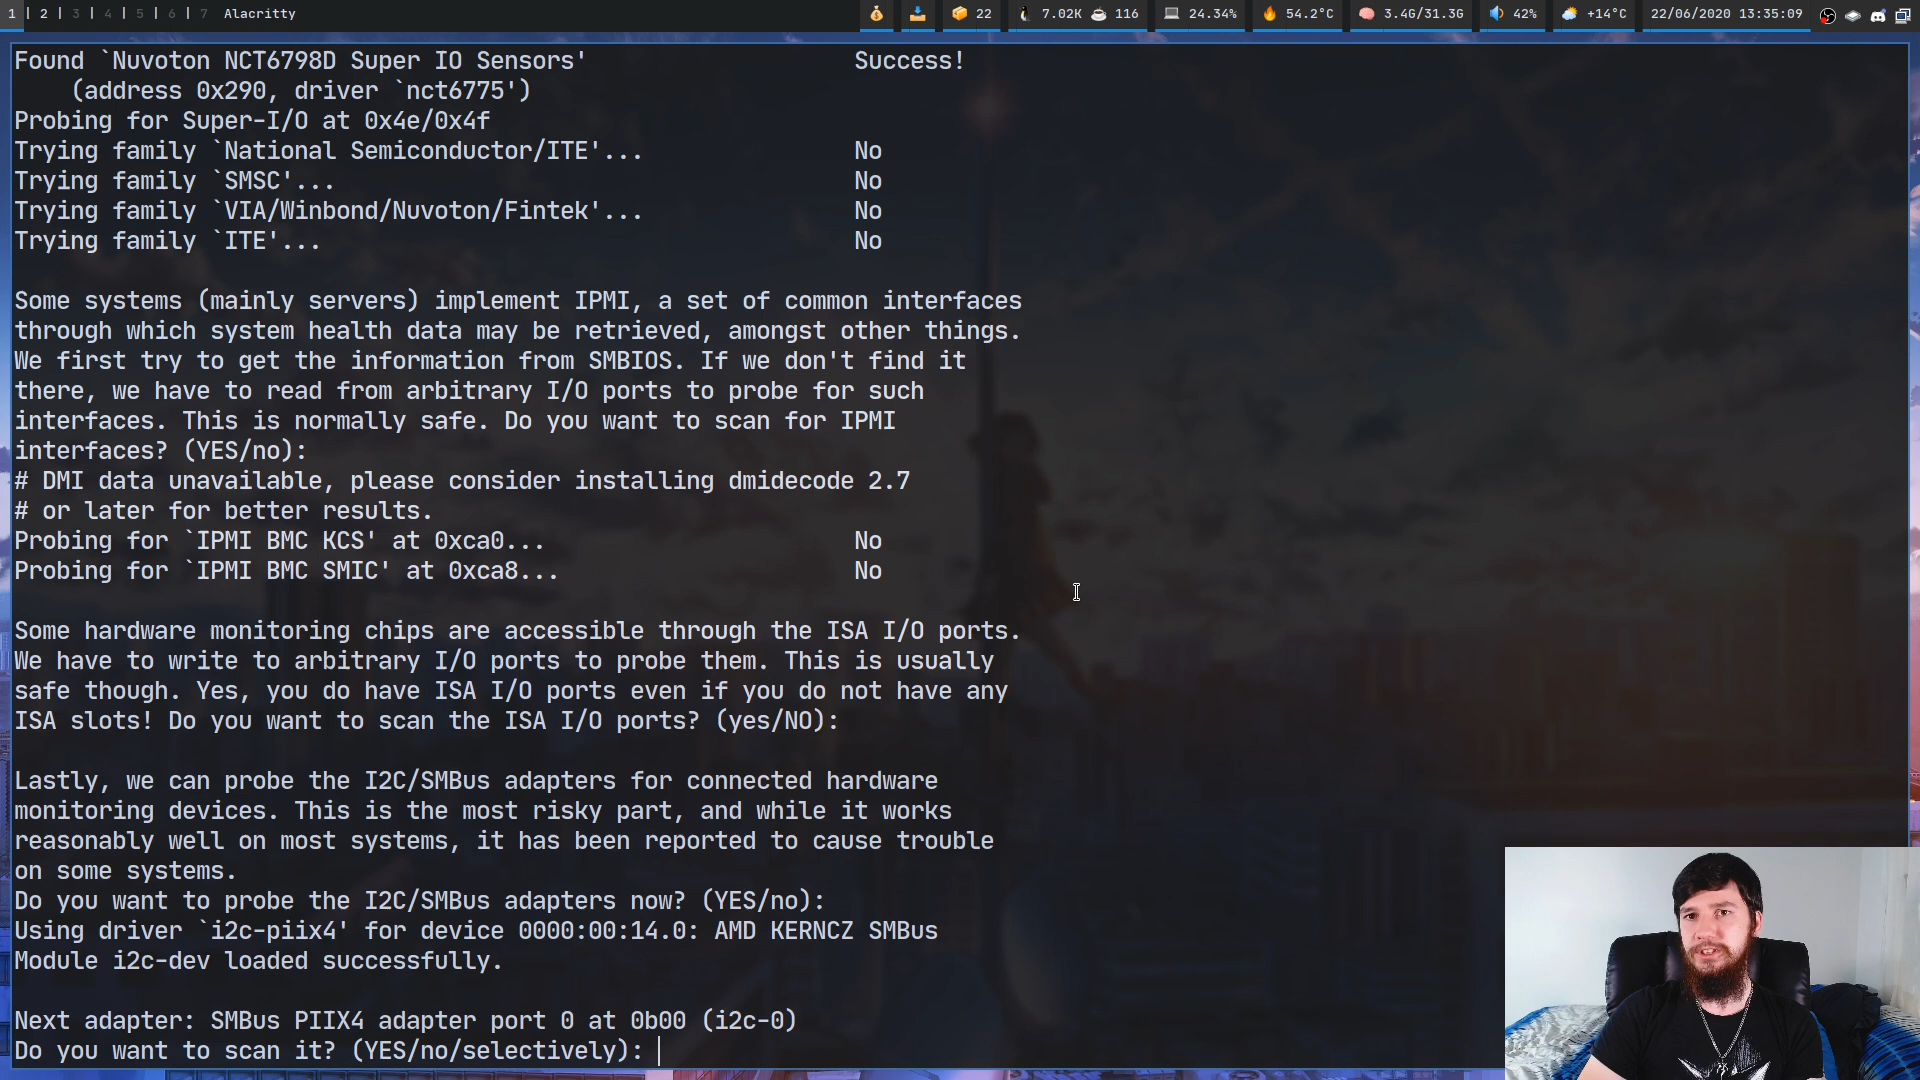 1 | 2 | 3 | 4 | 5 | 6 | 7 Alacritty 22 7.02K 116 24.34% 54.2°C 3.4G/31.3G 42% +14°C 22/06/2020 13:35:09
Found `Nuvoton NCT6798D Super IO Sensors' Success!
(address 0x290, driver `nct6775')
Probing for Super-I/O at 0x4e/0x4f
Trying family `National Semiconductor/ITE'... No
Trying family `SMSC'... No
Trying family `VIA/Winbond/Nuvoton/Fintek'... No
Trying family `ITE'... No
Some systems (mainly servers) implement IPMI, a set of common interfaces
through which system health data may be retrieved, amongst other things.
We first try to get the information from SMBIOS. If we don't find it
there, we have to read from arbitrary I/O ports to probe for such
interfaces. This is normally safe. Do you want to scan for IPMI
interfaces? (YES/no):
# DMI data unavailable, please consider installing dmidecode 2.7
# or later for better results.
Probing for `IPMI BMC KCS' at 0xca0... No
Probing for `IPMI BMC SMIC' at 0xca8... No
Some hardware monitoring chips are accessible through the ISA I/O ports.
We have to write to arbitrary I/O ports to probe them. This is usually
safe though. Yes, you do have ISA I/O ports even if you do not have any
ISA slots! Do you want to scan the ISA I/O ports? (yes/NO):
Lastly, we can probe the I2C/SMBus adapters for connected hardware
monitoring devices. This is the most risky part, and while it works
reasonably well on most systems, it has been reported to cause trouble
on some systems.
Do you want to probe the I2C/SMBus adapters now? (YES/no):
Using driver `i2c-piix4' for device 0000:00:14.0: AMD KERNCZ SMBus
Module i2c-dev loaded successfully.
Next adapter: SMBus PIIX4 adapter port 0 at 0b00 (i2c-0)
Do you want to scan it? (YES/no/selectively):